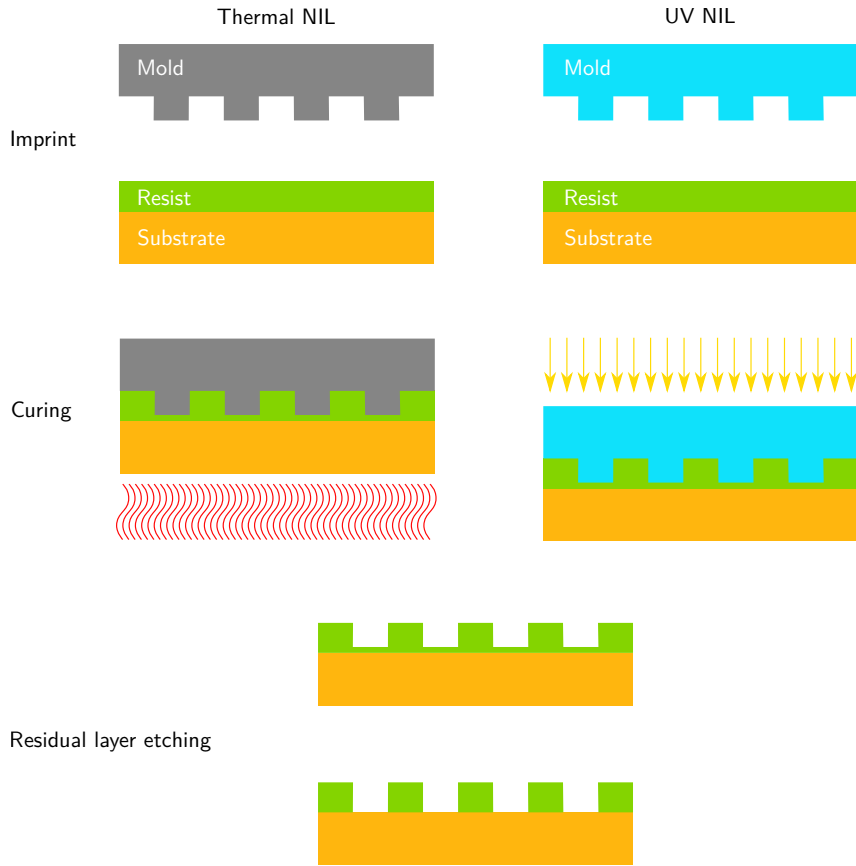 Thermal NIL
UV NIL
Mold
Mold
Imprint
Resist
Resist
Substrate
Substrate
Curing
Residual layer etching